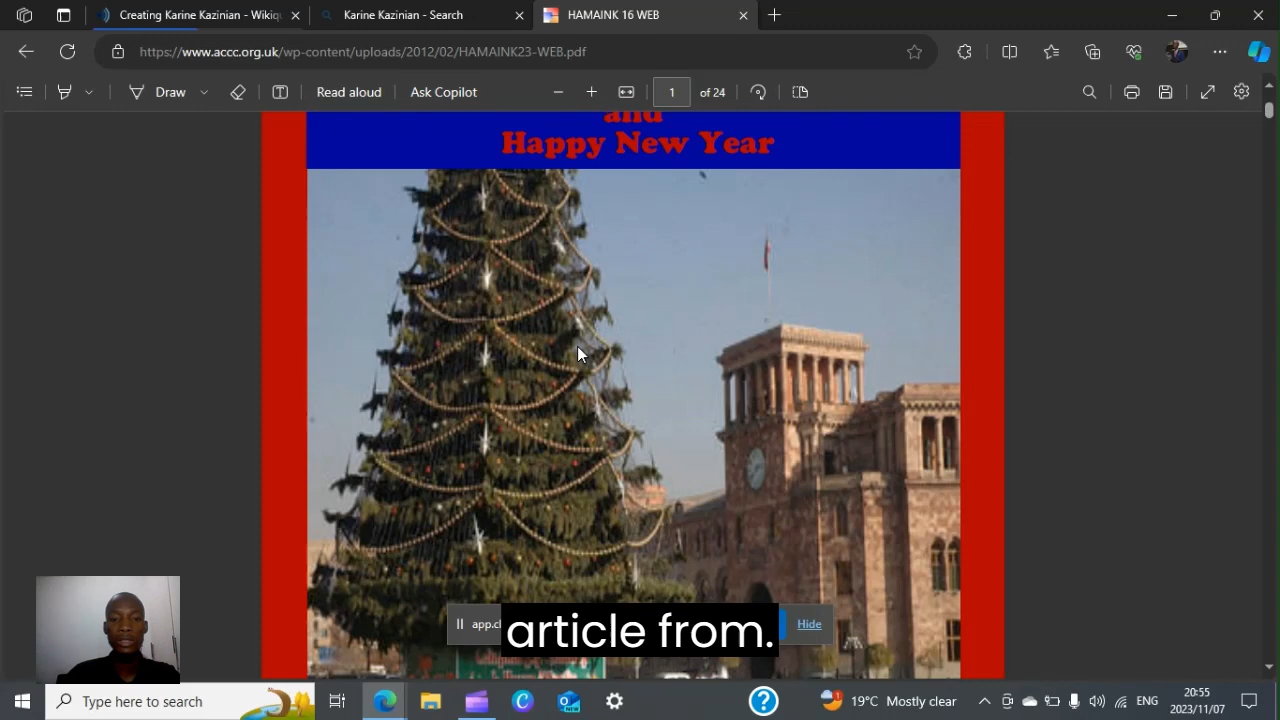 Creating Karine Kazinian - Wikiqu
Karine Kazinian - Search
HAMAINK 16 WEB
https://www.accc.org.uk/wp-content/uploads/2012/02/HAMAINK23-WEB.pdf
Draw
Read aloud
Ask Copilot
1 of 24
and
Happy New Year
app.c
Hide
article from.
Type here to search
19°C Mostly clear
ENG
20:55
2023/11/07